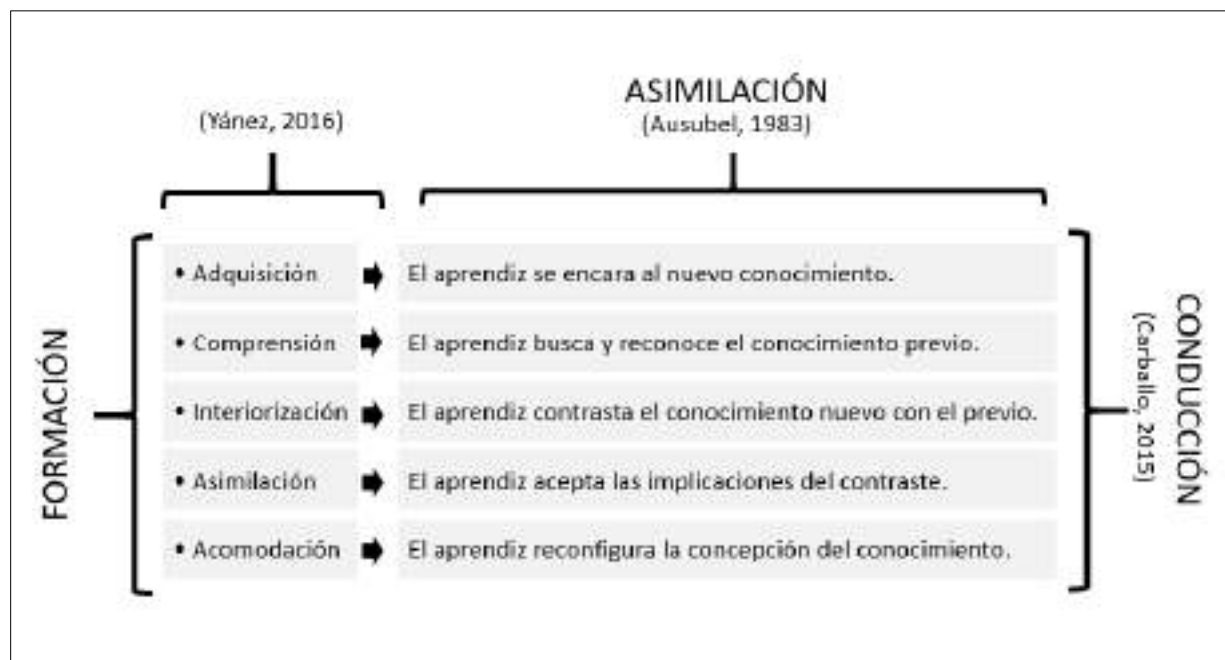 ASIMILACIÓN
(Yánez, 2016)
(Ausubel, 1983)
FORMACIÓN
• Adquisición
El aprendiz se encara al nuevo conocimiento.
• Comprensión
El aprendiz busca y reconoce el conocimiento previo.
• Interiorización
El aprendiz contrasta el conocimiento nuevo con el previo.
• Asimilación
El aprendiz acepta las implicaciones del contraste.
• Acomodación
El aprendiz reconfigura la concepción del conocimiento.
CONDUCCIÓN
(Carballo, 2015)